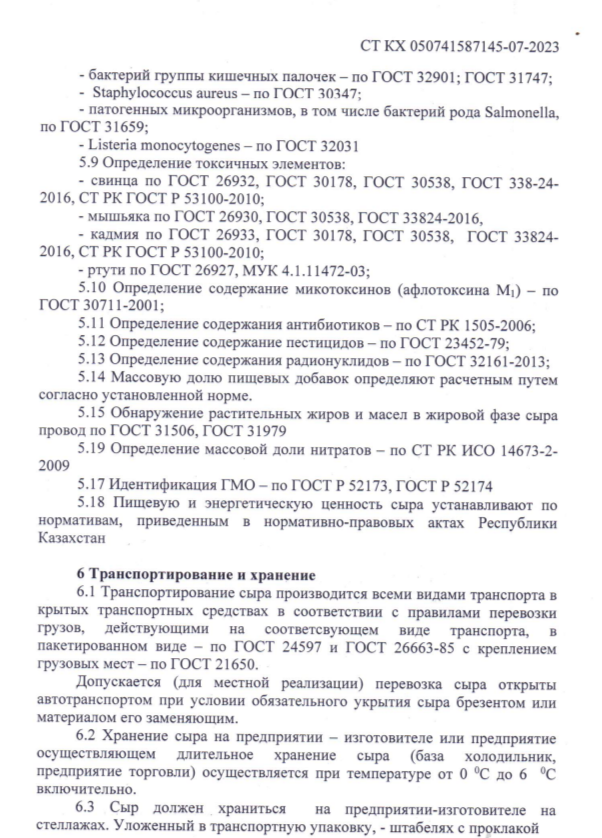 СТ КХ 050741587145-07-2023
- бактерий группы кишечных палочек – по ГОСТ 32901; ГОСТ 31747;
- Staphylococcus aureus – по ГОСТ 30347;
- патогенных микроорганизмов, в том числе бактерий рода Salmonella,
по ГОСТ 31659;
- Listeria monocytogenes – по ГОСТ 32031
5.9 Определение токсичных элементов:
- свинца по ГОСТ 26932, ГОСТ 30178, ГОСТ 30538, ГОСТ 338-24-
2016, СТ РК ГОСТ Р 53100-2010;
- мышьяка по ГОСТ 26930, ГОСТ 30538, ГОСТ 33824-2016,
- кадмия по ГОСТ 26933, ГОСТ 30178, ГОСТ 30538, ГОСТ 33824-
2016, СТ РК ГОСТ Р 53100-2010;
- ртути по ГОСТ 26927, МУК 4.1.11472-03;
5.10 Определение содержание микотоксинов (афлотоксина М₁) – по
ГОСТ 30711-2001;
5.11 Определение содержания антибиотиков – по СТ РК 1505-2006;
5.12 Определение содержание пестицидов – по ГОСТ 23452-79;
5.13 Определение содержания радионуклидов – по ГОСТ 32161-2013;
5.14 Массовую долю пищевых добавок определяют расчетным путем
согласно установленной норме.
5.15 Обнаружение растительных жиров и масел в жировой фазе сыра
провод по ГОСТ 31506, ГОСТ 31979
5.19 Определение массовой доли нитратов – по СТ РК ИСО 14673-2-
2009
5.17 Идентификация ГМО – по ГОСТ Р 52173, ГОСТ Р 52174
5.18 Пищевую и энергетическую ценность сыра устанавливают по
нормативам, приведенным в нормативно-правовых актах Республики
Казахстан
6 Транспортирование и хранение
6.1 Транспортирование сыра производится всеми видами транспорта в
крытых транспортных средствах в соответствии с правилами перевозки
грузов, действующими на соответсвующем виде транспорта, в
пакетированном виде – по ГОСТ 24597 и ГОСТ 26663-85 с креплением
грузовых мест – по ГОСТ 21650.
Допускается (для местной реализации) перевозка сыра открыты
автотранспортом при условии обязательного укрытия сыра брезентом или
материалом его заменяющим.
6.2 Хранение сыра на предприятии – изготовителе или предприятие
осуществляющем длительное хранение сыра (база холодильник,
предприятие торговли) осуществляется при температуре от 0 ⁰С до 6 ⁰С
включительно.
6.3 Сыр должен храниться на предприятии-изготовителе на
стеллажах. Уложенный в транспортную упаковку, - штабелях с проклакой